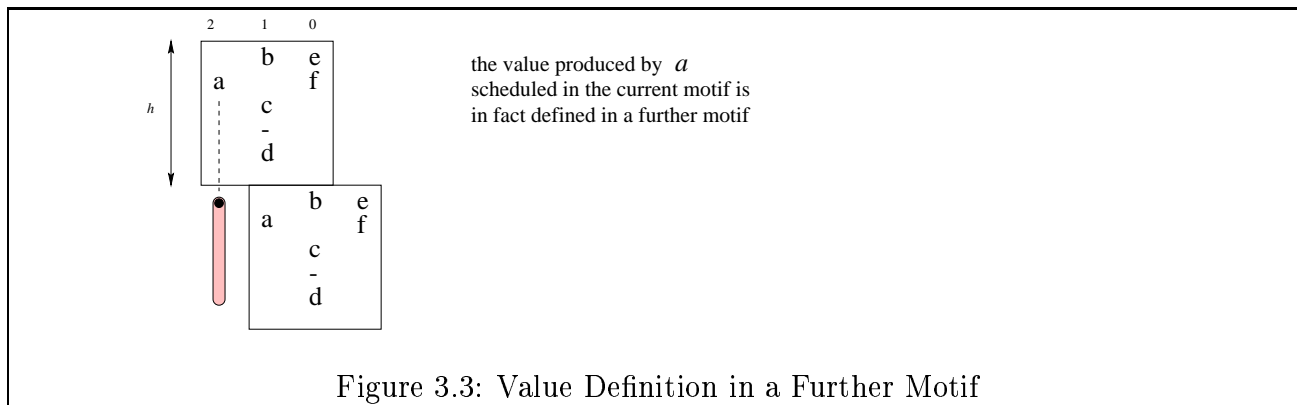 2 1 0
b e
a f
h
c
-
d
the value produced by a
scheduled in the current motif is
in fact defined in a further motif
b e
a f
c
-
d
Figure 3.3: Value Definition in a Further Motif